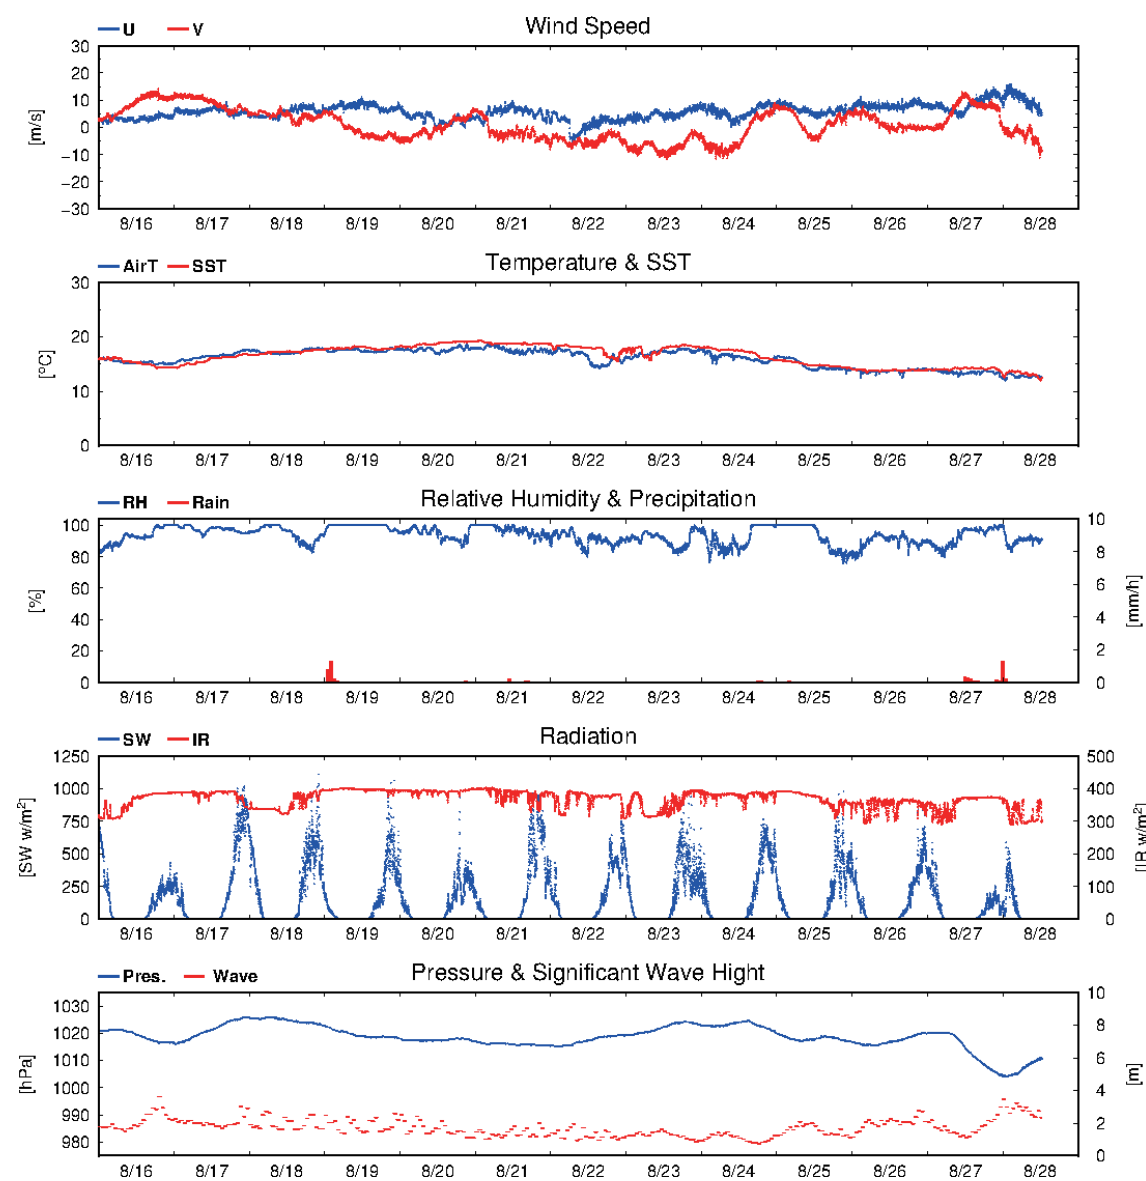 U V Wind Speed
30
20
10
0
−10
−20
−30
[m/s]
8/16 8/17 8/18 8/19 8/20 8/21 8/22 8/23 8/24 8/25 8/26 8/27 8/28
AirT SST Temperature & SST
30
20
10
0
[°C]
8/16 8/17 8/18 8/19 8/20 8/21 8/22 8/23 8/24 8/25 8/26 8/27 8/28
RH Rain Relative Humidity & Precipitation
100 10
80 8
60 6
40 4
20 2
0 0
[%] [mm/h]
8/16 8/17 8/18 8/19 8/20 8/21 8/22 8/23 8/24 8/25 8/26 8/27 8/28
SW IR Radiation
1250 500
1000 400
750 300
500 200
250 100
0 0
[SW w/m²] [IR w/m²]
8/16 8/17 8/18 8/19 8/20 8/21 8/22 8/23 8/24 8/25 8/26 8/27 8/28
Pres. Wave Pressure & Significant Wave Hight
1030 10
1020 8
1010 6
1000 4
990 2
980 0
[hPa] [m]
8/16 8/17 8/18 8/19 8/20 8/21 8/22 8/23 8/24 8/25 8/26 8/27 8/28